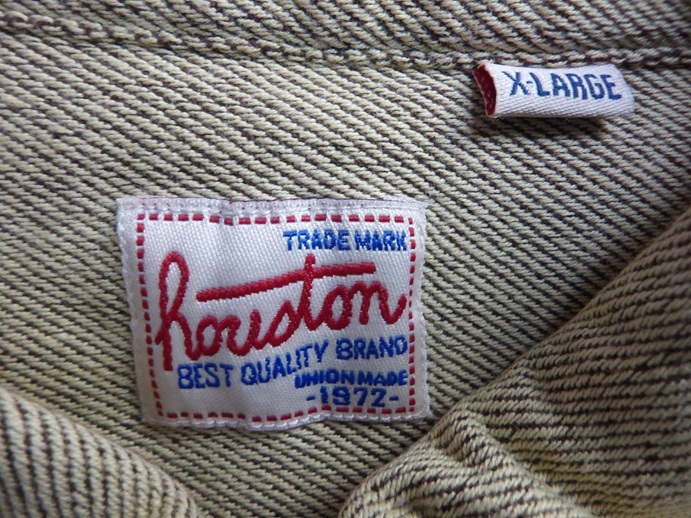 X-LARGE
TRADE MARK
houston
BEST QUALITY BRAND
UNION MADE
-1972-